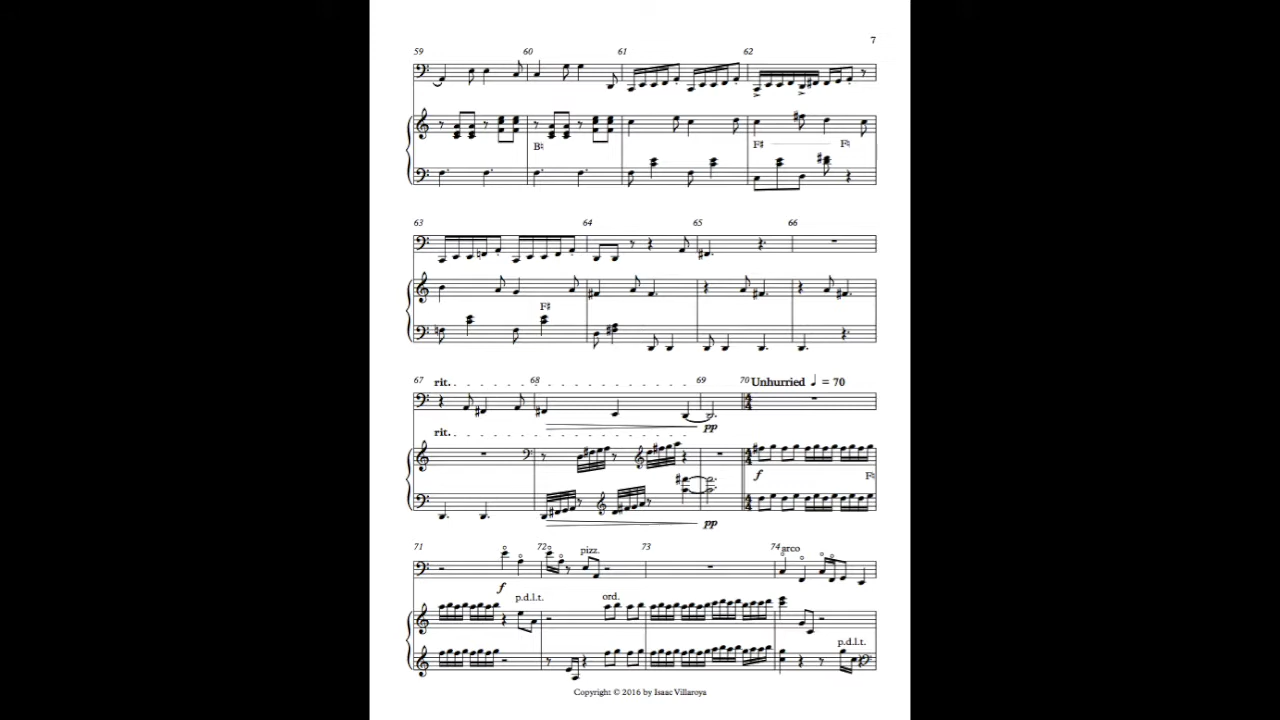 7
59 60 61 62
B♮ F♯ F♮
63 64 65 66
F♯
67 rit. 68 69 70 Unhurried ♩ = 70
pp
rit.
f F♮
pp
71 72 pizz. 73 74 arco
f
p.d.l.t. ord.
p.d.l.t.
Copyright © 2016 by Isaac Villaroya